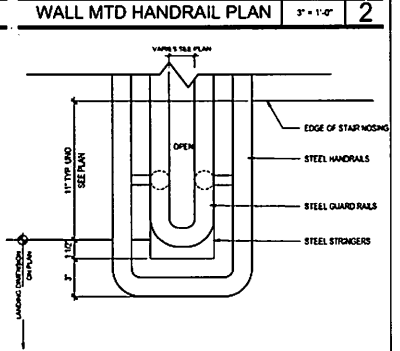 WALL MTD HANDRAIL PLAN 3" = 1'-0" 2
VARIES SEE PLAN
EDGE OF STAIR NOSING
OPEN
STEEL HANDRAILS
11" TYP. UNO
SEE PLAN
STEEL GUARD RAILS
STEEL STRINGERS
1 1/2"
3"
LANDING DIMENSION
ON PLAN